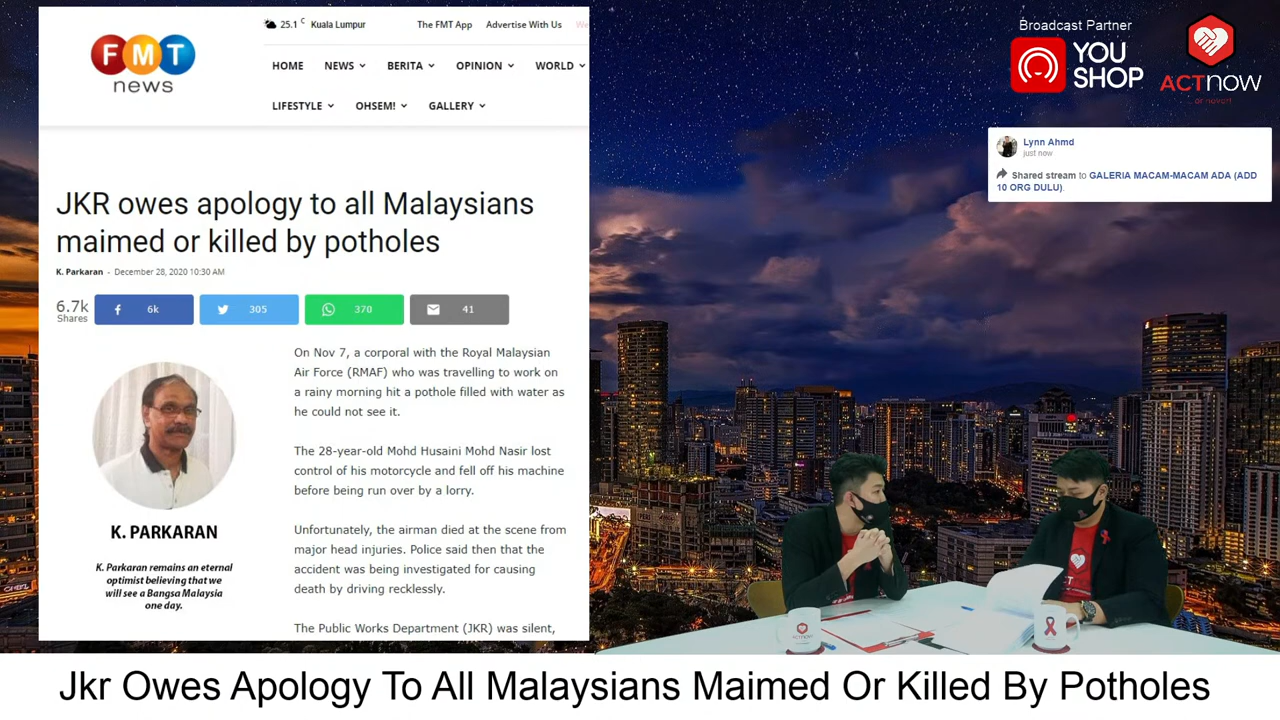 25.1 C Kuala Lumpur
The FMT App
Advertise With Us
We
FMT
news
HOME
NEWS
BERITA
OPINION
WORLD
LIFESTYLE
OHSEM!
GALLERY
JKR owes apology to all Malaysians
maimed or killed by potholes
K. Parkaran - December 28, 2020 10:30 AM
6.7k
Shares
6k
305
370
41
On Nov 7, a corporal with the Royal Malaysian
Air Force (RMAF) who was travelling to work on
a rainy morning hit a pothole filled with water as
he could not see it.
The 28-year-old Mohd Husaini Mohd Nasir lost
control of his motorcycle and fell off his machine
before being run over by a lorry.
Unfortunately, the airman died at the scene from
major head injuries. Police said then that the
accident was being investigated for causing
death by driving recklessly.
The Public Works Department (JKR) was silent,
K. PARKARAN
K. Parkaran remains an eternal
optimist believing that we
will see a Bangsa Malaysia
one day.
Broadcast Partner
YOU
SHOP
ACTNOW
...or never!
Lynn Ahmd
just now
Shared stream to GALERIA MACAM-MACAM ADA (ADD
10 ORG DULU).
ACTNOW
Jkr Owes Apology To All Malaysians Maimed Or Killed By Potholes